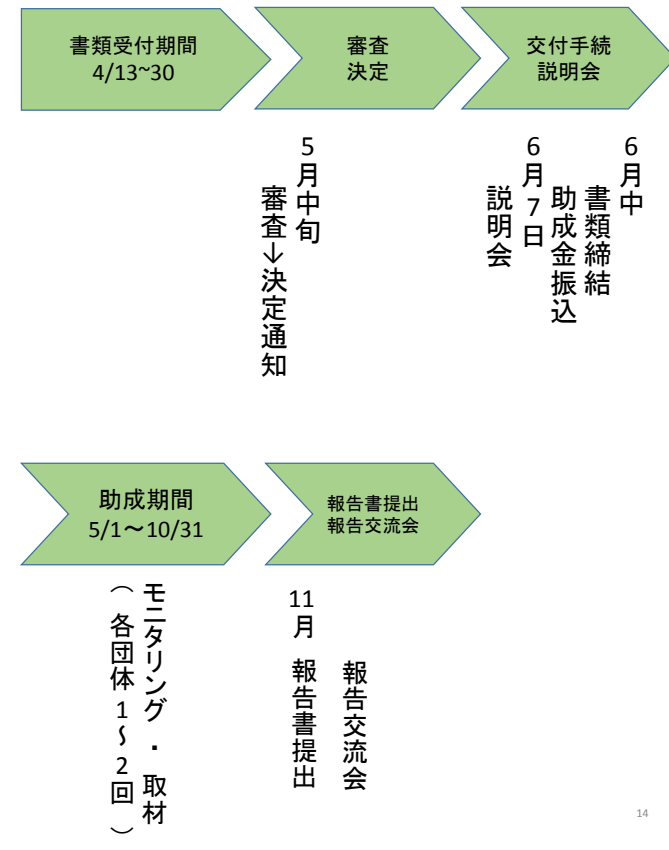 書類受付期間
4/13~30
審査
決定
交付手続
説明会
5月中旬
審査→決定通知
6月中
書類締結
助成金振込
6月7日
説明会
助成期間
5/1～10/31
報告書提出
報告交流会
モニタリング・取材
（各団体1～2回）
11月 報告書提出
報告交流会
14